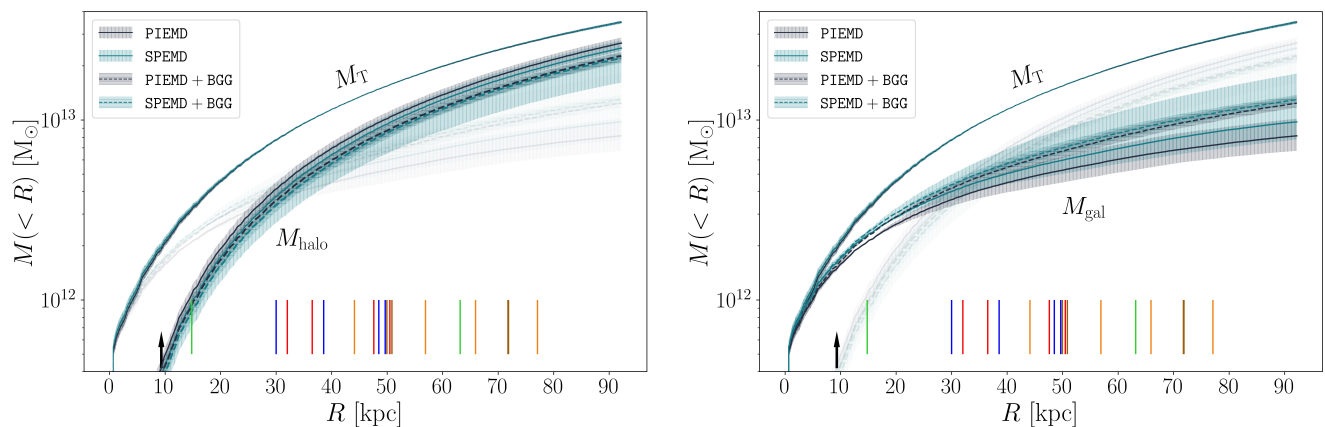 PIEMD
SPEMD
PIEMD + BGG
SPEMD + BGG
M_T
M_halo
10^13
10^12
M(< R) [M_⊙]
0 10 20 30 40 50 60 70 80 90
R [kpc]
PIEMD
SPEMD
PIEMD + BGG
SPEMD + BGG
M_T
M_gal
10^13
10^12
M(< R) [M_⊙]
0 10 20 30 40 50 60 70 80 90
R [kpc]